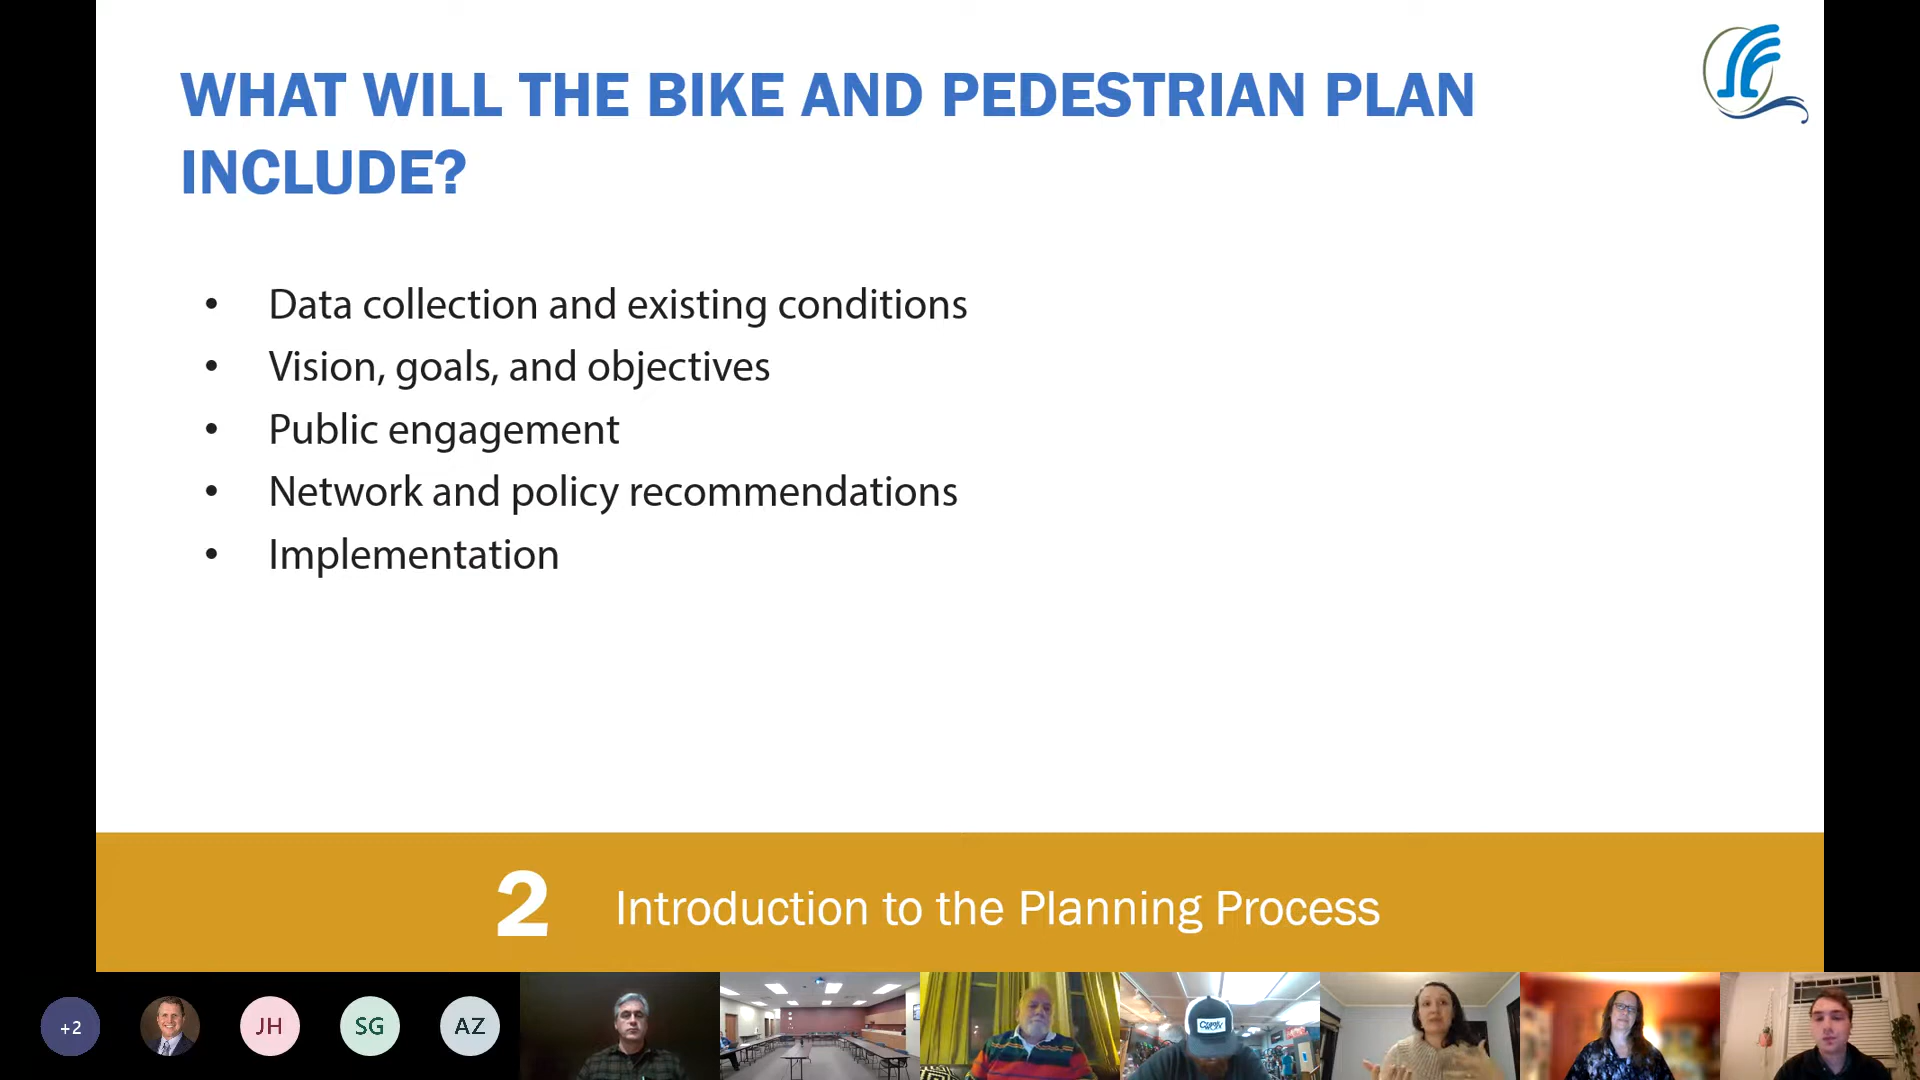 WHAT WILL THE BIKE AND PEDESTRIAN PLAN
INCLUDE?
• Data collection and existing conditions
• Vision, goals, and objectives
• Public engagement
• Network and policy recommendations
• Implementation
2 Introduction to the Planning Process
+2 JH SG AZ